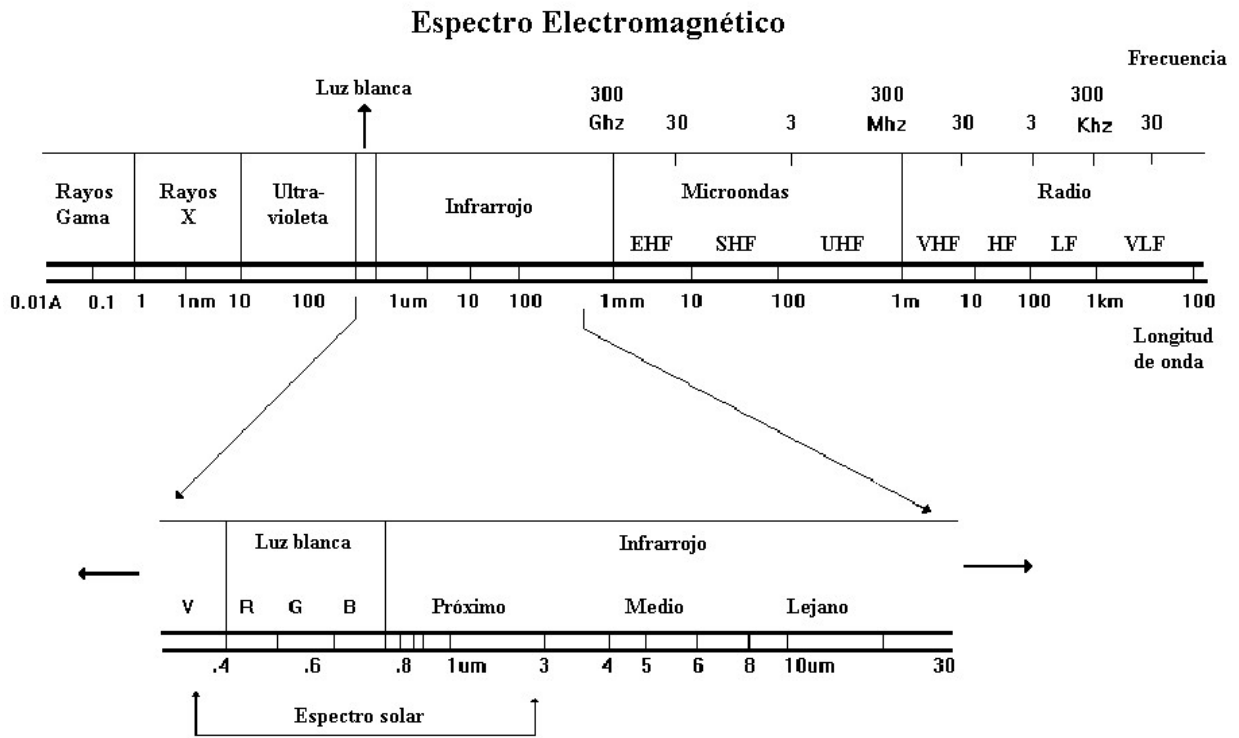 Espectro Electromagnético
Frecuencia
Luz blanca
300 300 300
Ghz 30 3 Mhz 30 3 Khz 30
Rayos Gama
Rayos X
Ultra-violeta
Infrarrojo
Microondas
Radio
EHF SHF UHF VHF HF LF VLF
0.01A 0.1 1 1nm 10 100 1um 10 100 1mm 10 100 1m 10 100 1km 100
Longitud
de onda
Luz blanca Infrarrojo
V R G B Próximo Medio Lejano
.4 .6 .8 1um 3 4 5 6 8 10um 30
Espectro solar